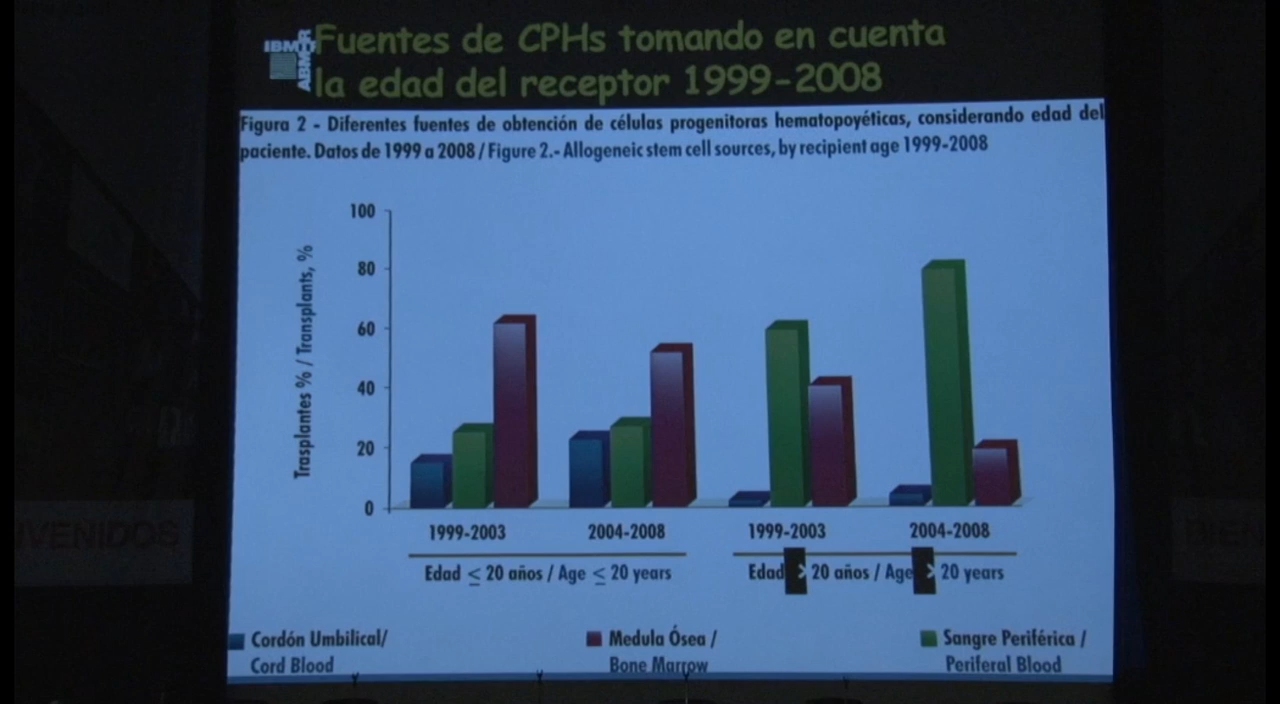 IBMTR
ABMTR
Fuentes de CPHs tomando en cuenta
la edad del receptor 1999-2008
Figura 2 - Diferentes fuentes de obtención de células progenitoras hematopoyéticas, considerando edad del
paciente. Datos de 1999 a 2008 / Figure 2.- Allogeneic stem cell sources, by recipient age 1999-2008
Trasplantes % / Transplants, %
100
80
60
40
20
0
1999-2003 2004-2008 1999-2003 2004-2008
Edad ≤ 20 años / Age ≤ 20 years Edad > 20 años / Age > 20 years
Cordón Umbilical/ Medula Ósea / Sangre Periférica /
Cord Blood Bone Marrow Periferal Blood
NVENIDOS
BIEN